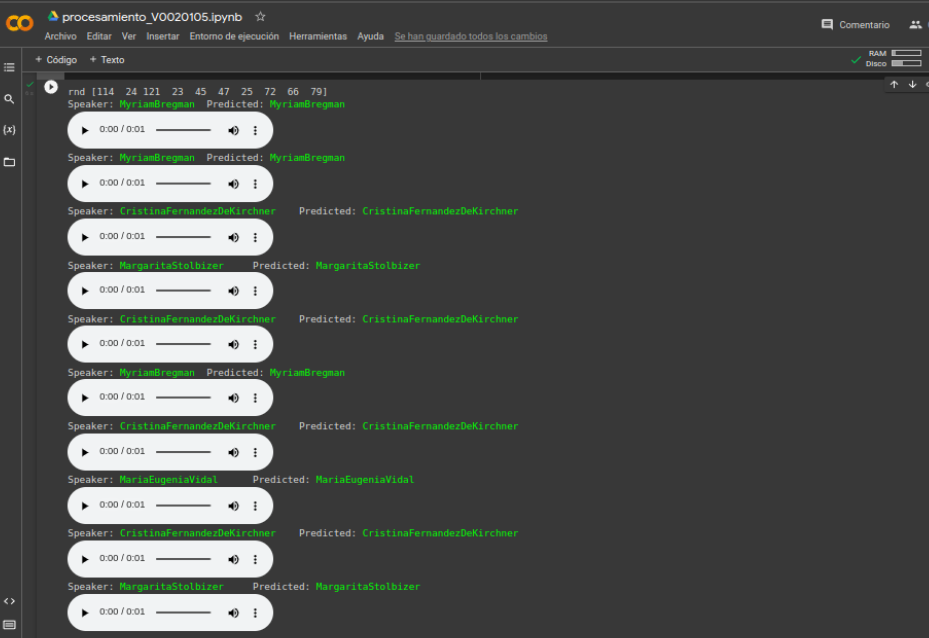 procesamiento_V0020105.ipynb
Comentario
Archivo Editar Ver Insertar Entorno de ejecución Herramientas Ayuda Se han guardado todos los cambios
+ Código + Texto
RAM
Disco
rnd [114 24 121 23 45 47 25 72 66 79]
Speaker: MyriamBregman Predicted: MyriamBregman
0:00 / 0:01
Speaker: MyriamBregman Predicted: MyriamBregman
0:00 / 0:01
Speaker: CristinaFernandezDeKirchner Predicted: CristinaFernandezDeKirchner
0:00 / 0:01
Speaker: MargaritaStolbizer Predicted: MargaritaStolbizer
0:00 / 0:01
Speaker: CristinaFernandezDeKirchner Predicted: CristinaFernandezDeKirchner
0:00 / 0:01
Speaker: MyriamBregman Predicted: MyriamBregman
0:00 / 0:01
Speaker: CristinaFernandezDeKirchner Predicted: CristinaFernandezDeKirchner
0:00 / 0:01
Speaker: MariaEugeniaVidal Predicted: MariaEugeniaVidal
0:00 / 0:01
Speaker: CristinaFernandezDeKirchner Predicted: CristinaFernandezDeKirchner
0:00 / 0:01
Speaker: MargaritaStolbizer Predicted: MargaritaStolbizer
0:00 / 0:01